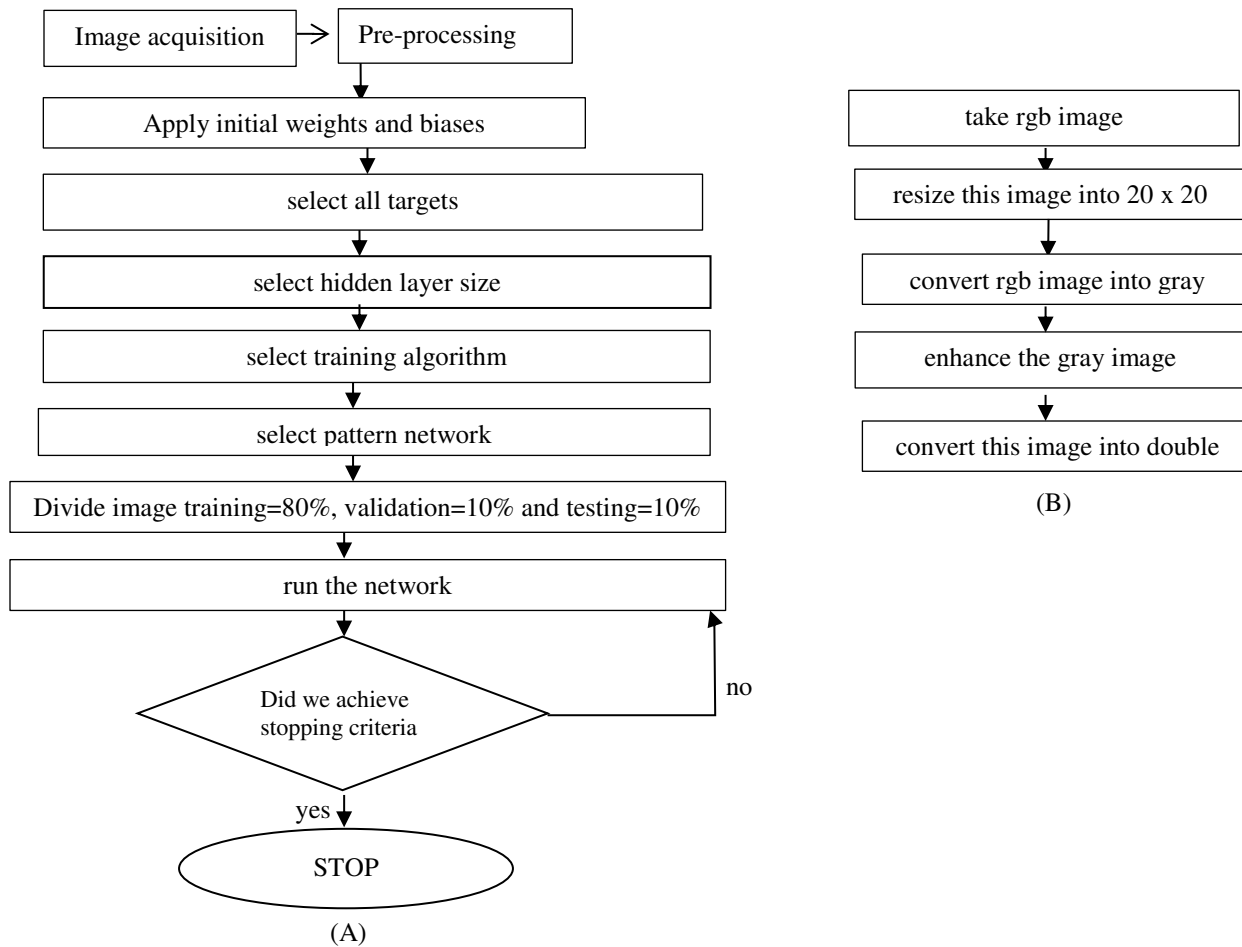 Image acquisition
Pre-processing
Apply initial weights and biases
select all targets
select hidden layer size
select training algorithm
select pattern network
Divide image training=80%, validation=10% and testing=10%
run the network
Did we achieve
stopping criteria
no
yes
STOP
(A)
take rgb image
resize this image into 20 x 20
convert rgb image into gray
enhance the gray image
convert this image into double
(B)